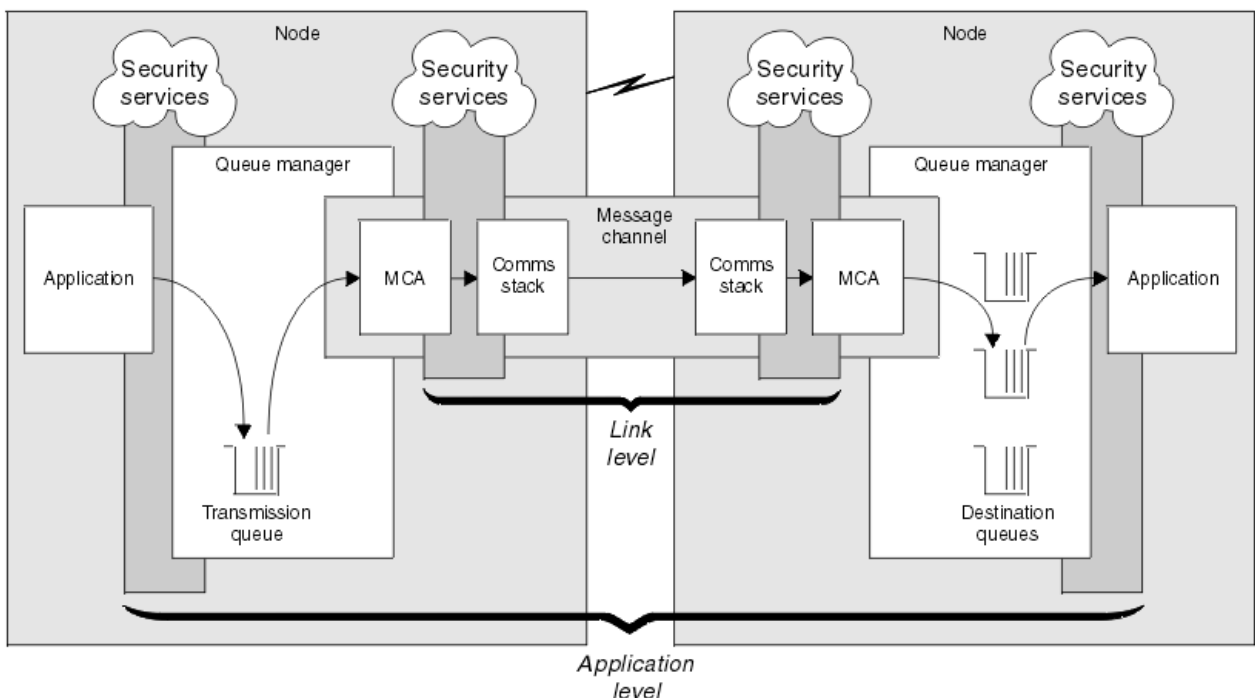 Node
Node
Security
services
Security
services
Security
services
Security
services
Queue manager
Queue manager
Message
channel
Application
MCA
Comms
stack
Comms
stack
MCA
Application
Link
level
Transmission
queue
Destination
queues
Application
level